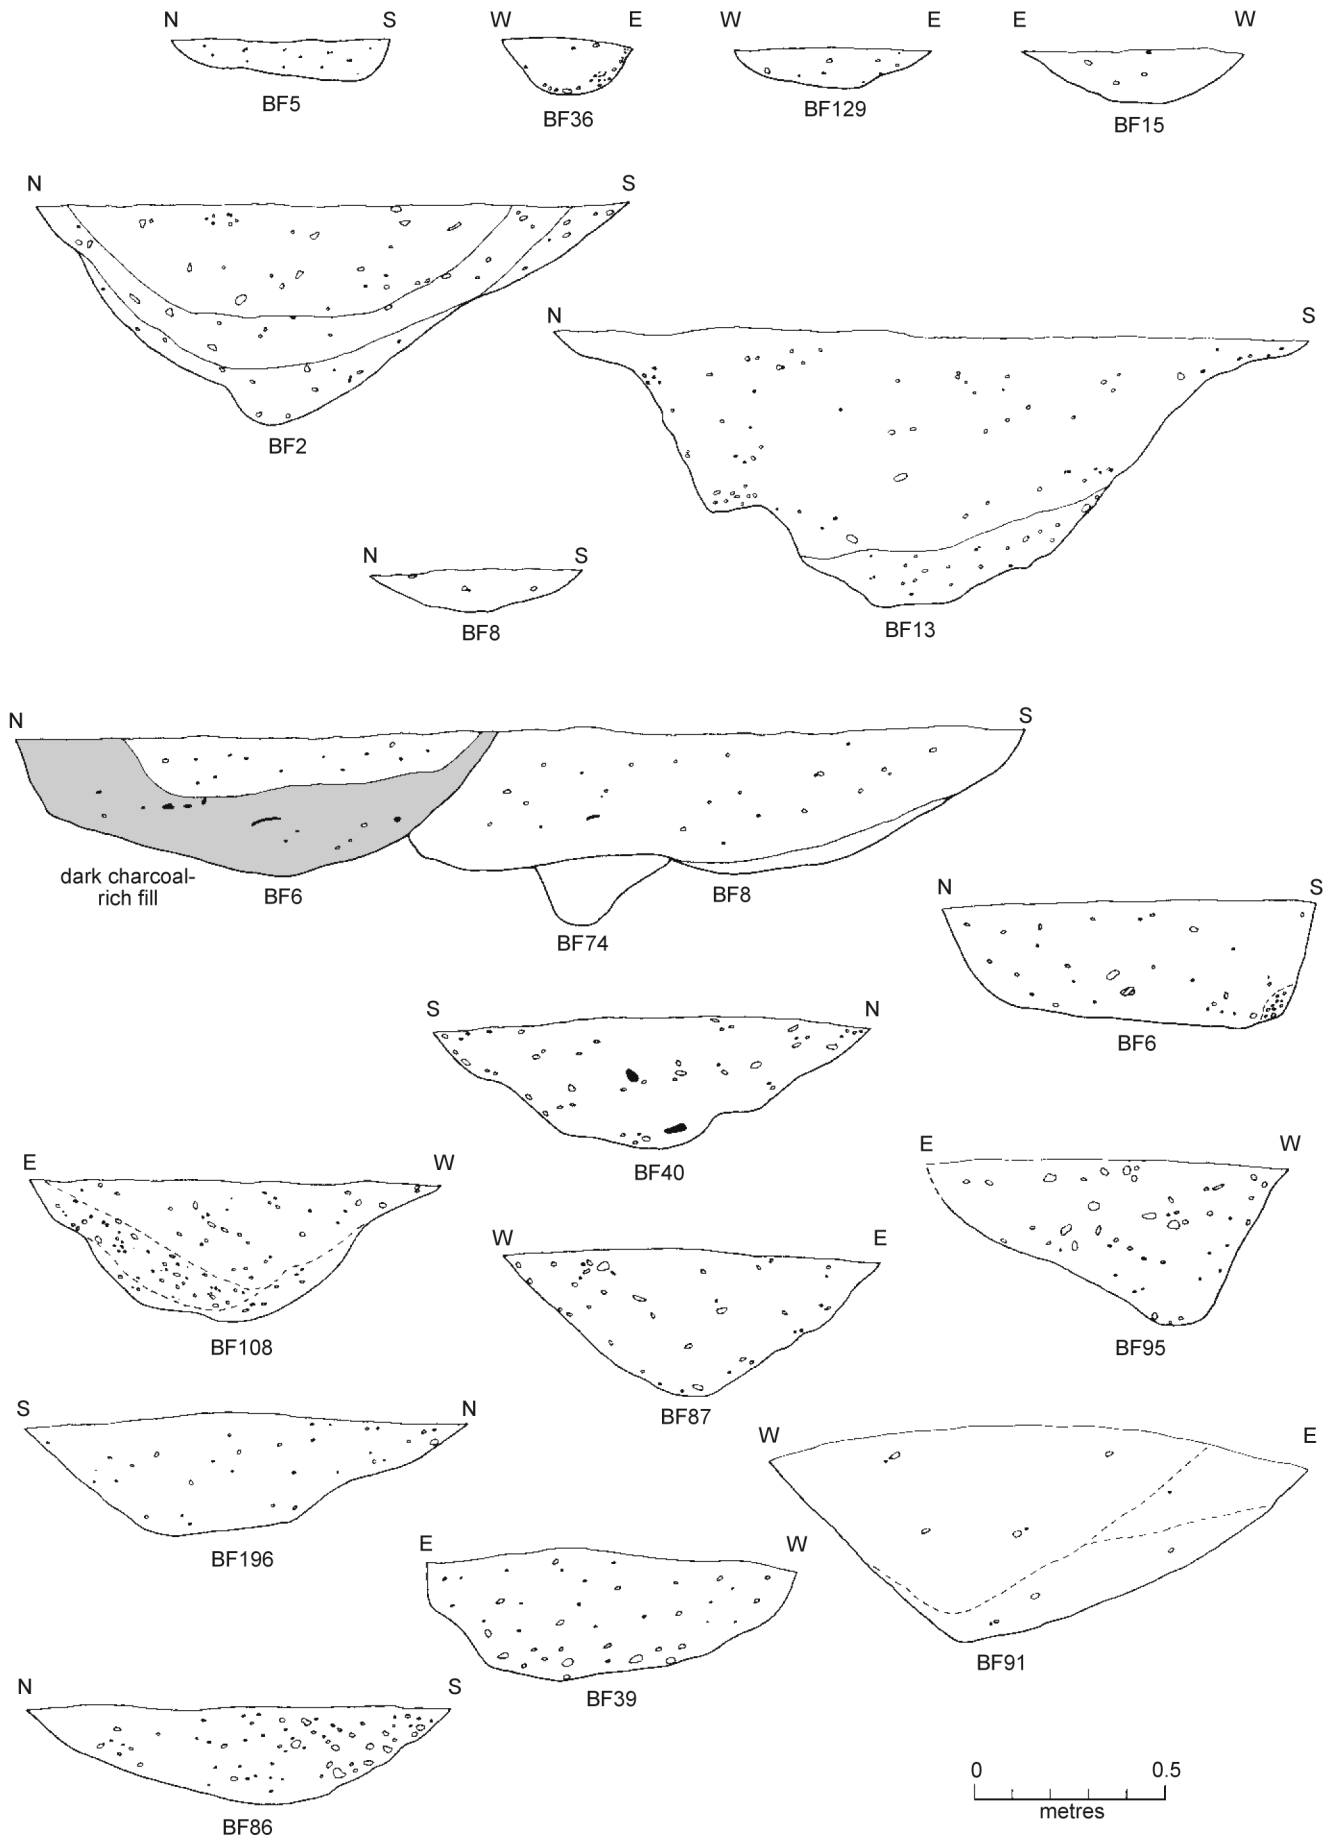 N S W E W E E W
BF5 BF36 BF129 BF15
N S
BF2
N S
BF13
N S
BF8
N S
dark charcoal-
rich fill
BF6 BF8
BF74
N S
BF6
S N
BF40
E W
BF108
W E
BF87
E W
BF95
S N
BF196
W E
BF91
E W
BF39
N S
BF86
0 0.5
metres